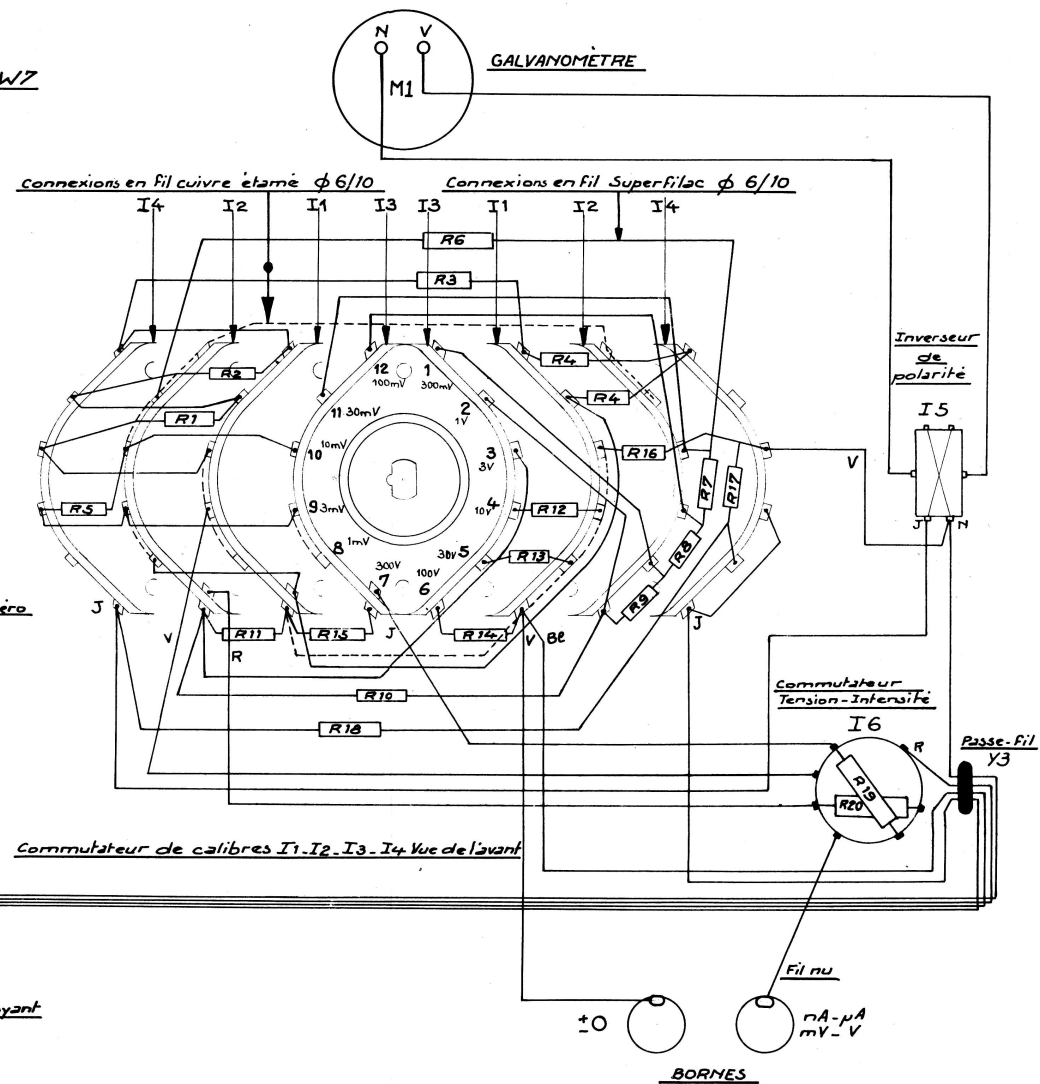 N V
GALVANOMÈTRE
W7
M1
Connexions en fil cuivre étamé ϕ 6/10
Connexions en fil Superfilac ϕ 6/10
I4 I2 I1 I3 I3 I1 I2 I4
R6
R3
Inverseur
de
polarité
I5
R4
R2
12
100mV
1
300mV
R4
11 30mV
2
1V
R1
10
10mV
3
3V
R16
V
R7
R17
R5
9 3mV
4
10V
R12
J N
8 1mV
5
30V
R13
R8
300V
7
100V
6
R9
éro
J
V
R11
R
R15
J
R14
V
Bl
J
R10
R18
Commutateur
Tension-Intensité
I6
R
Passe-fil
Y3
R19
R20
Commutateur de calibres I1-I2-I3-I4 Vue de l'avant
Fil nu
yant
+
- O
nA-µA
mV-V
BORNES